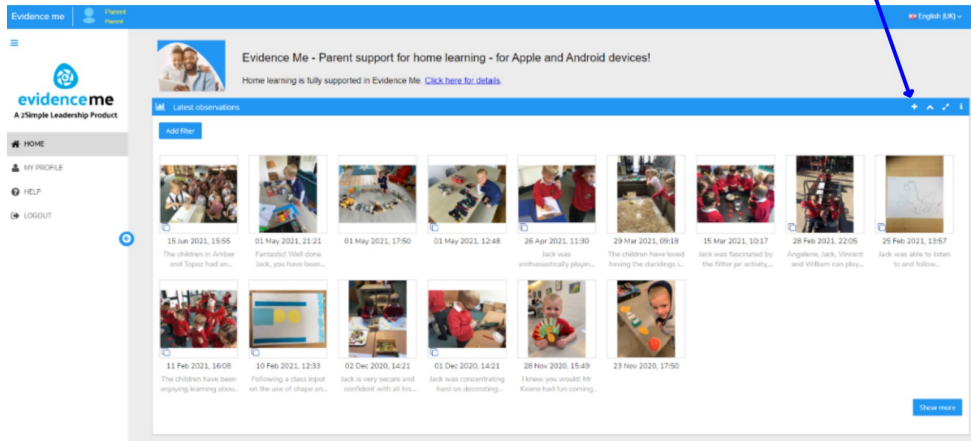 Evidence me
Parent
Parent
English (UK)
evidenceme
A 2Simple Leadership Product
HOME
MY PROFILE
HELP
LOGOUT
Evidence Me - Parent support for home learning - for Apple and Android devices!
Home learning is fully supported in Evidence Me. Click here for details.
Latest observations
Add filter
15 Jun 2021, 15:55
The children in Amber
and Topaz had an...
01 May 2021, 21:21
Fantastic! Well done
Jack, you have been...
01 May 2021, 17:50
01 May 2021, 12:48
26 Apr 2021, 11:30
Jack was
enthusiastically playin...
29 Mar 2021, 09:18
The children have loved
having the ducklings i...
15 Mar 2021, 10:17
Jack was fascinated by
the flitter jar activity,...
28 Feb 2021, 22:05
Angelene, Jack, Vincent
and William can play...
25 Feb 2021, 13:57
Jack was able to listen
to and follow...
11 Feb 2021, 16:08
The children have been
enjoying learning abou...
10 Feb 2021, 12:33
Following a class input
on the use of shape an...
02 Dec 2020, 14:21
Jack is very secure and
confident with all his...
01 Dec 2020, 14:21
Jack was concentrating
hard on decorating...
28 Nov 2020, 15:49
I knew you would! Mr
Keane had fun coming..
23 Nov 2020, 17:50
Show more